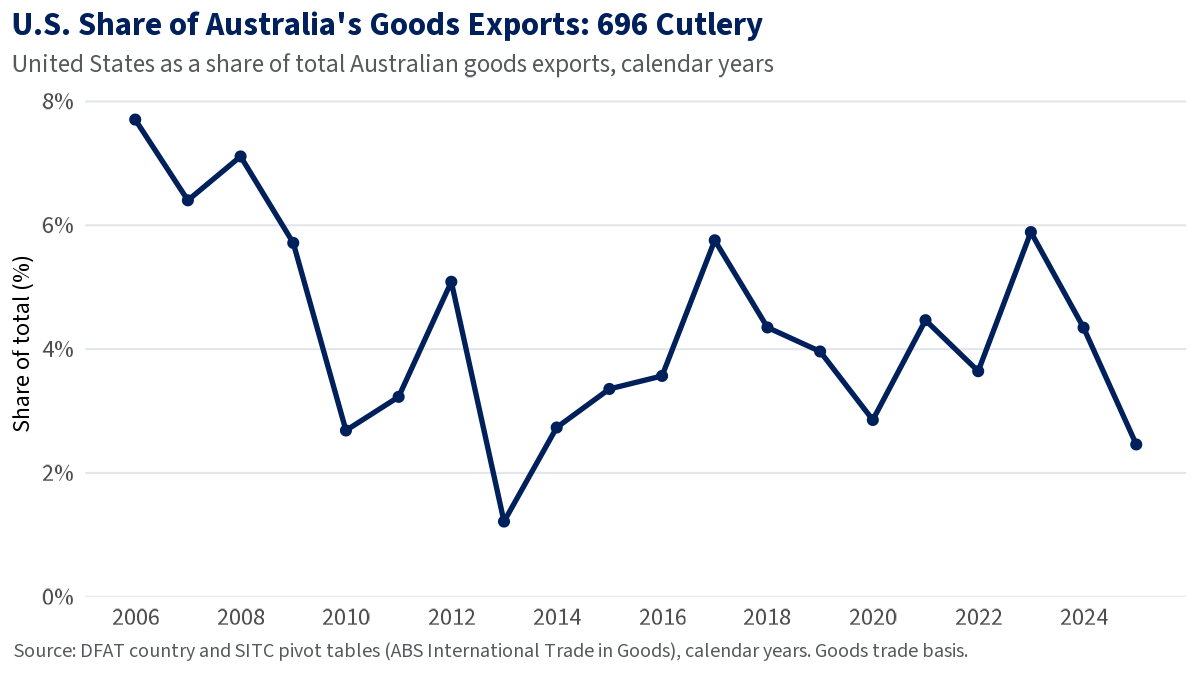 U.S. Share of Australia's Goods Exports: 696 Cutlery
United States as a share of total Australian goods exports, calendar years
8%
6%
4%
2%
0%
Share of total (%)
2006 2008 2010 2012 2014 2016 2018 2020 2022 2024
Source: DFAT country and SITC pivot tables (ABS International Trade in Goods), calendar years. Goods trade basis.